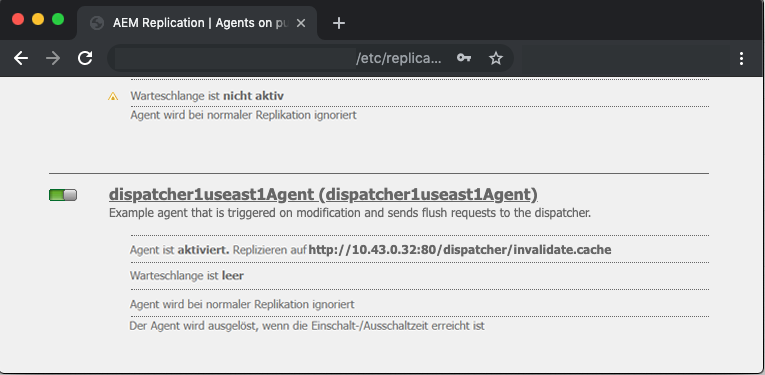 AEM Replication | Agents on pu
/etc/replica...
Warteschlange ist nicht aktiv
Agent wird bei normaler Replikation ignoriert
dispatcher1useast1Agent (dispatcher1useast1Agent)
Example agent that is triggered on modification and sends flush requests to the dispatcher.
Agent ist aktiviert. Replizieren auf http://10.43.0.32:80/dispatcher/invalidate.cache
Warteschlange ist leer
Agent wird bei normaler Replikation ignoriert
Der Agent wird ausgelöst, wenn die Einschalt-/Ausschaltzeit erreicht ist